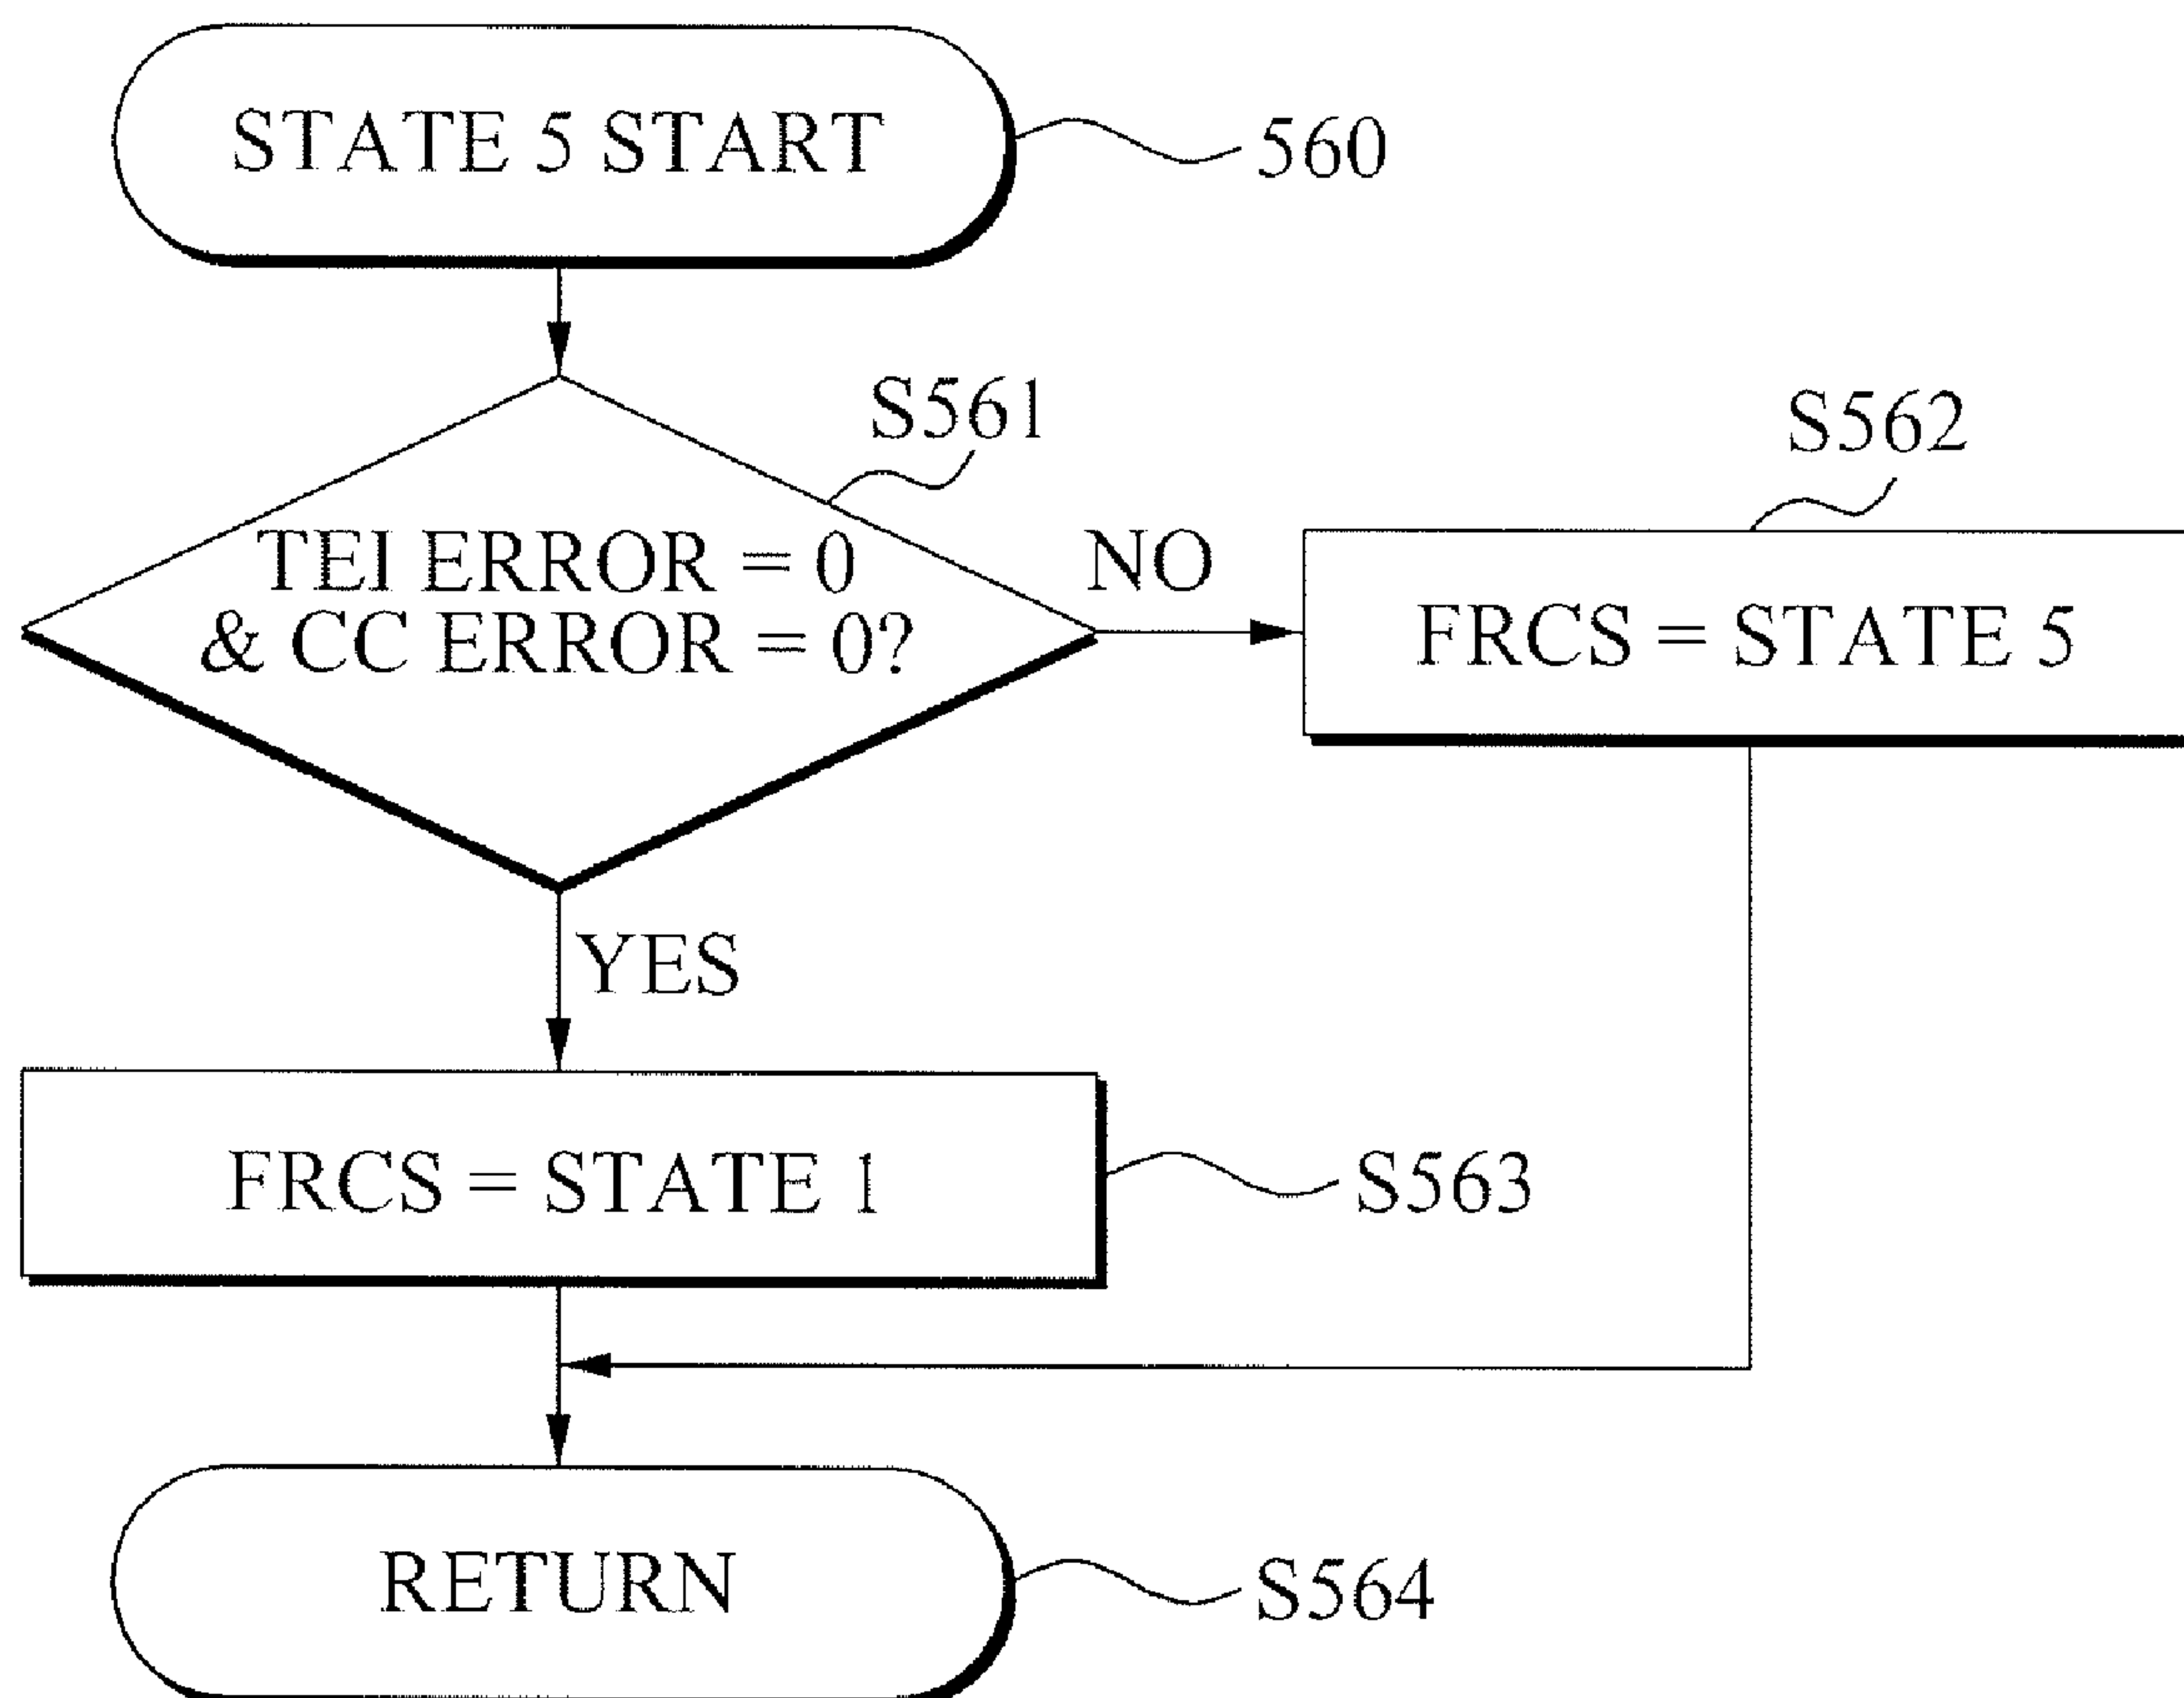 STATE 5 START
560
S561
S562
TEI ERROR = 0
& CC ERROR = 0?
NO
FRCS = STATE 5
YES
FRCS = STATE 1
S563
RETURN
S564